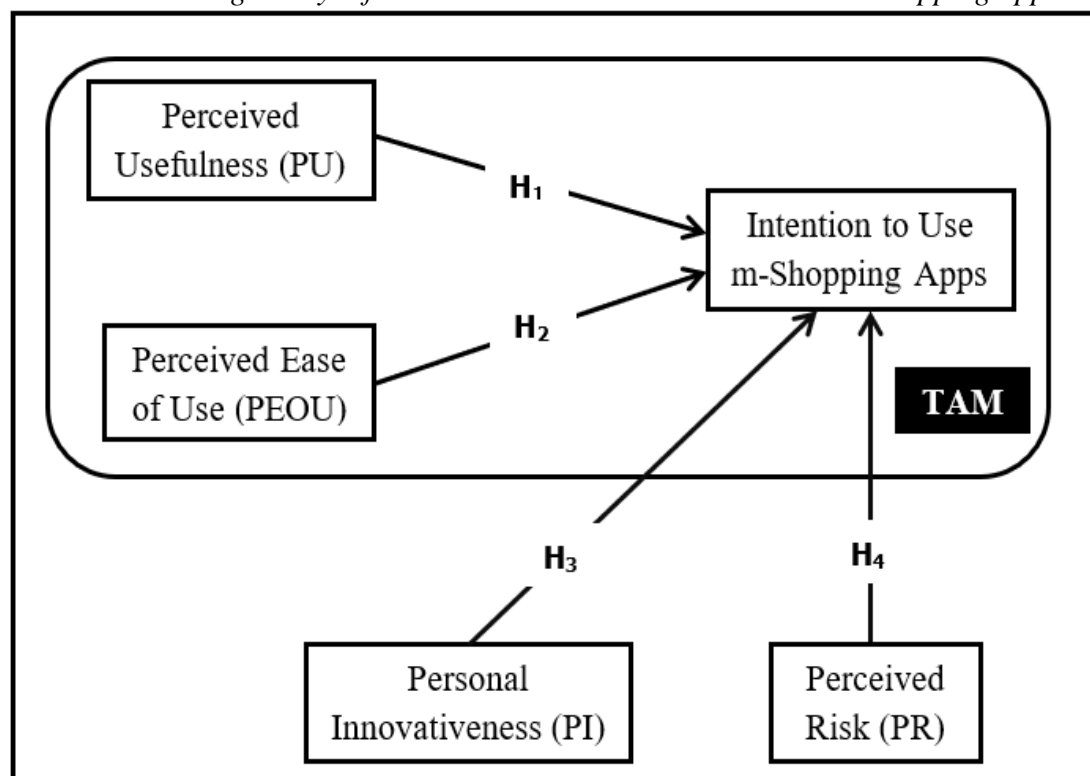 Perceived
Usefulness (PU)
H₁
Intention to Use
m-Shopping Apps
H₂
Perceived Ease
of Use (PEOU)
TAM
H₃
H₄
Personal
Innovativeness (PI)
Perceived
Risk (PR)